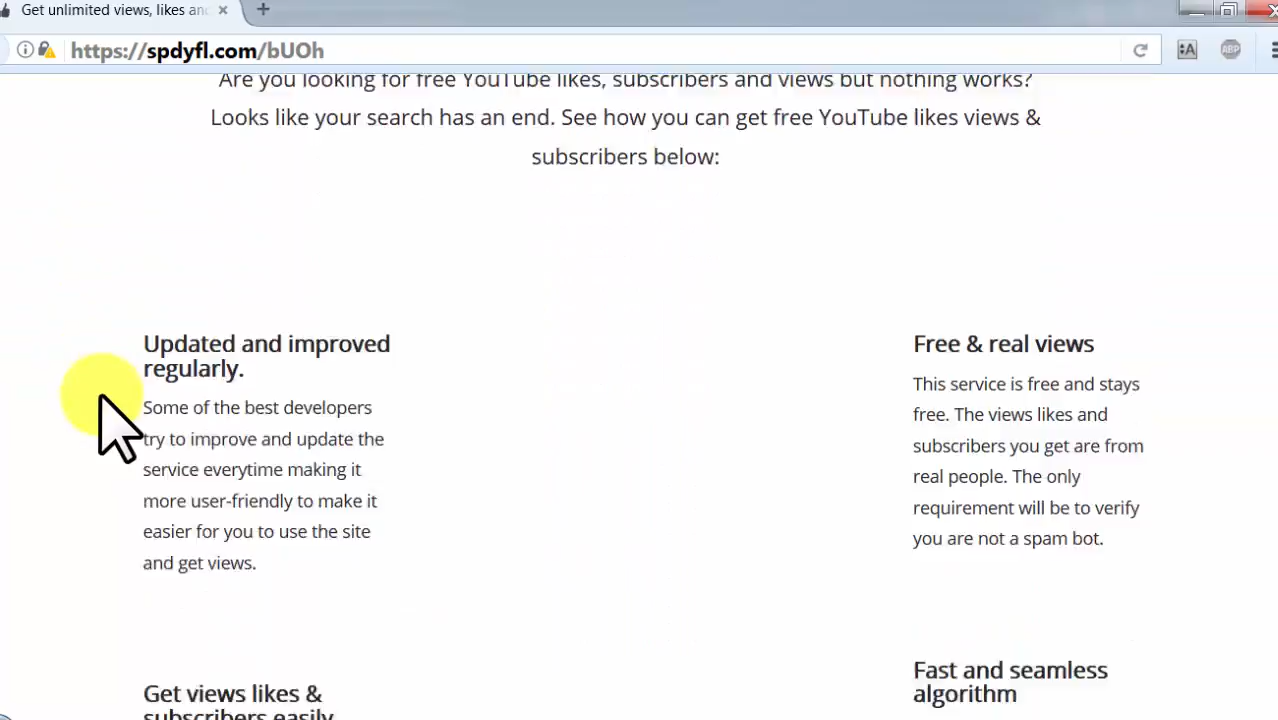 Get unlimited views, likes an
https://spdyfl.com/bUOh
ABP
Are you looking for free YouTube likes, subscribers and views but nothing works?
Looks like your search has an end. See how you can get free YouTube likes views &
subscribers below:
Updated and improved
regularly.
Some of the best developers
try to improve and update the
service everytime making it
more user-friendly to make it
easier for you to use the site
and get views.
Get views likes &
subscribers easily
Free & real views
This service is free and stays
free. The views likes and
subscribers you get are from
real people. The only
requirement will be to verify
you are not a spam bot.
Fast and seamless
algorithm